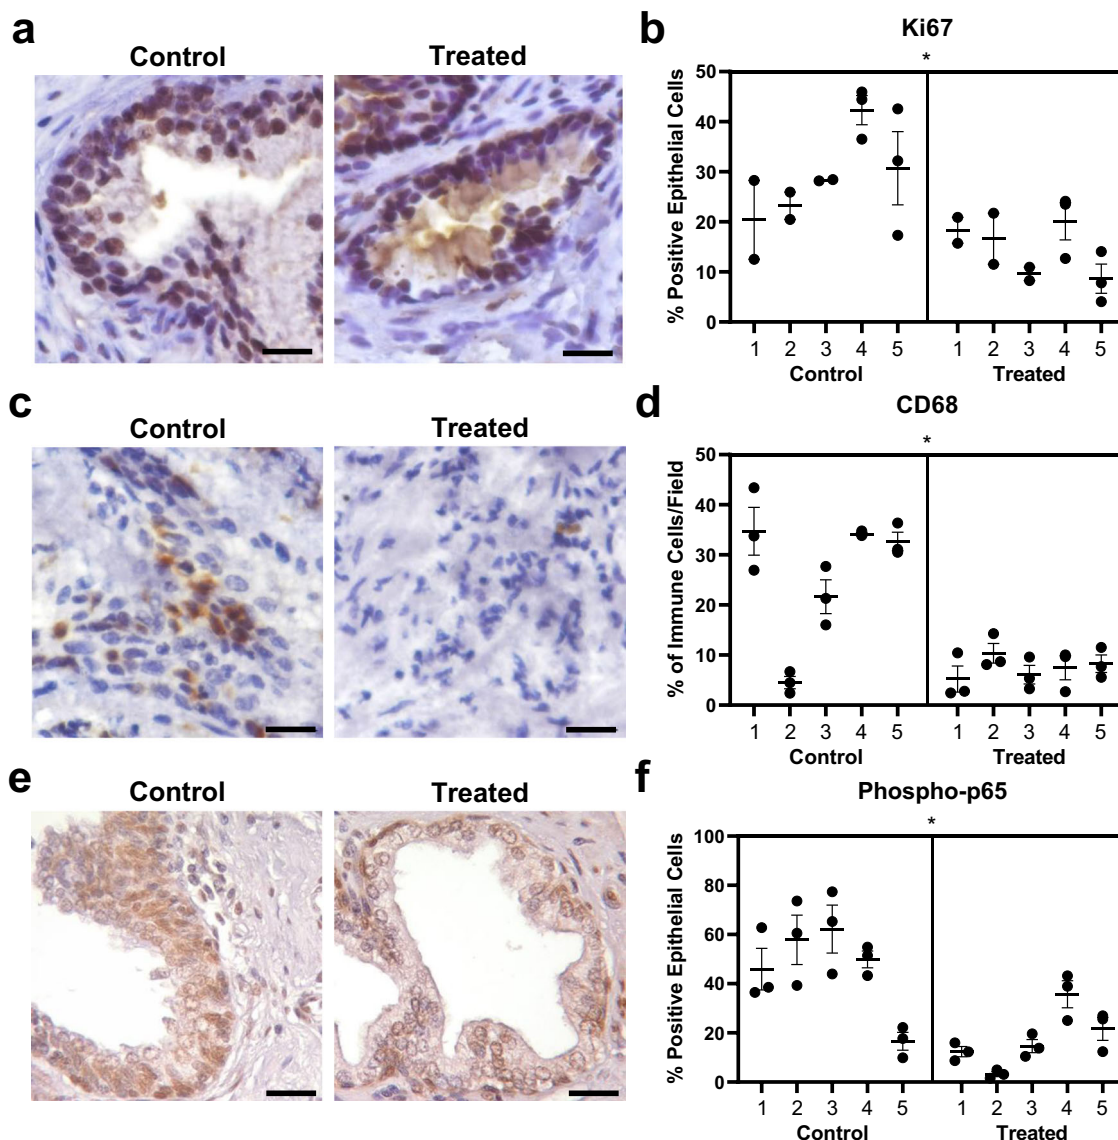 a
Control
Treated
b
Ki67
*
% Positive Epithelial Cells
50
40
30
20
10
0
1 2 3 4 5 1 2 3 4 5
Control Treated
c
Control
Treated
d
CD68
*
% of Immune Cells/Field
50
40
30
20
10
0
1 2 3 4 5 1 2 3 4 5
Control Treated
e
Control
Treated
f
Phospho-p65
*
% Positive Epithelial Cells
100
80
60
40
20
0
1 2 3 4 5 1 2 3 4 5
Control Treated